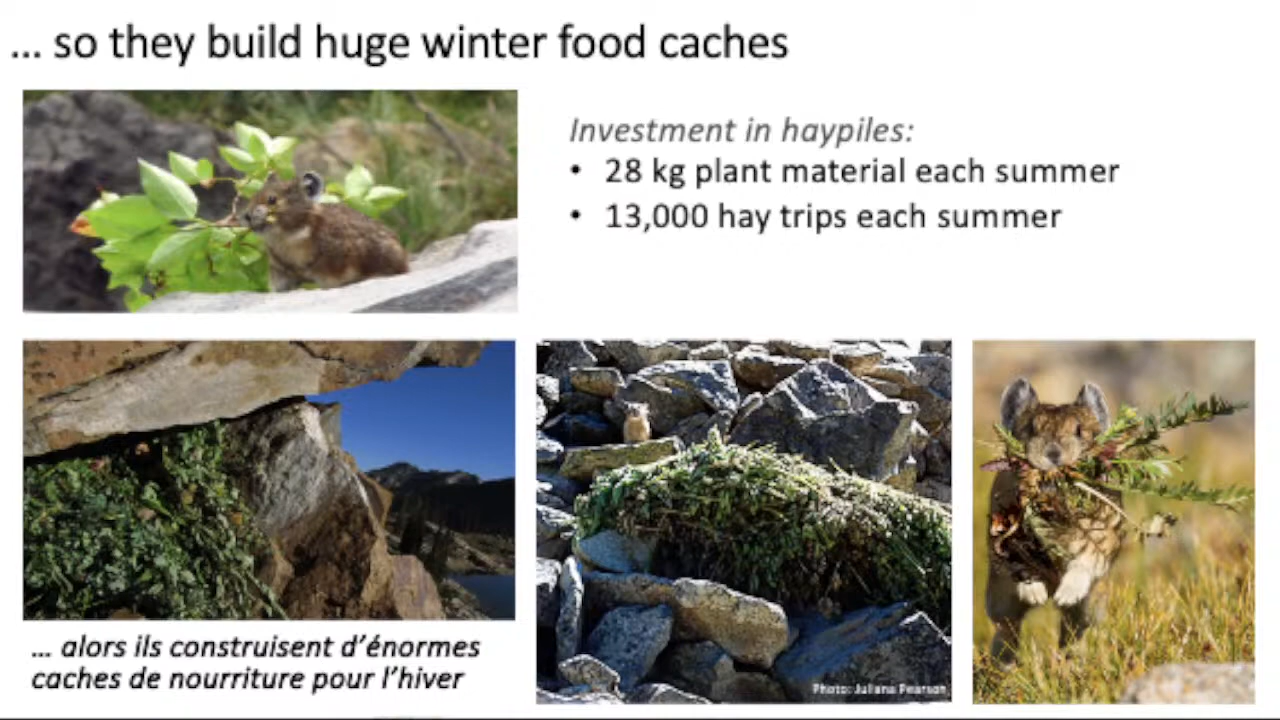 ... so they build huge winter food caches
Investment in haypiles:
• 28 kg plant material each summer
• 13,000 hay trips each summer
... alors ils construisent d'énormes
caches de nourriture pour l'hiver
Photo: Juliana Pearson